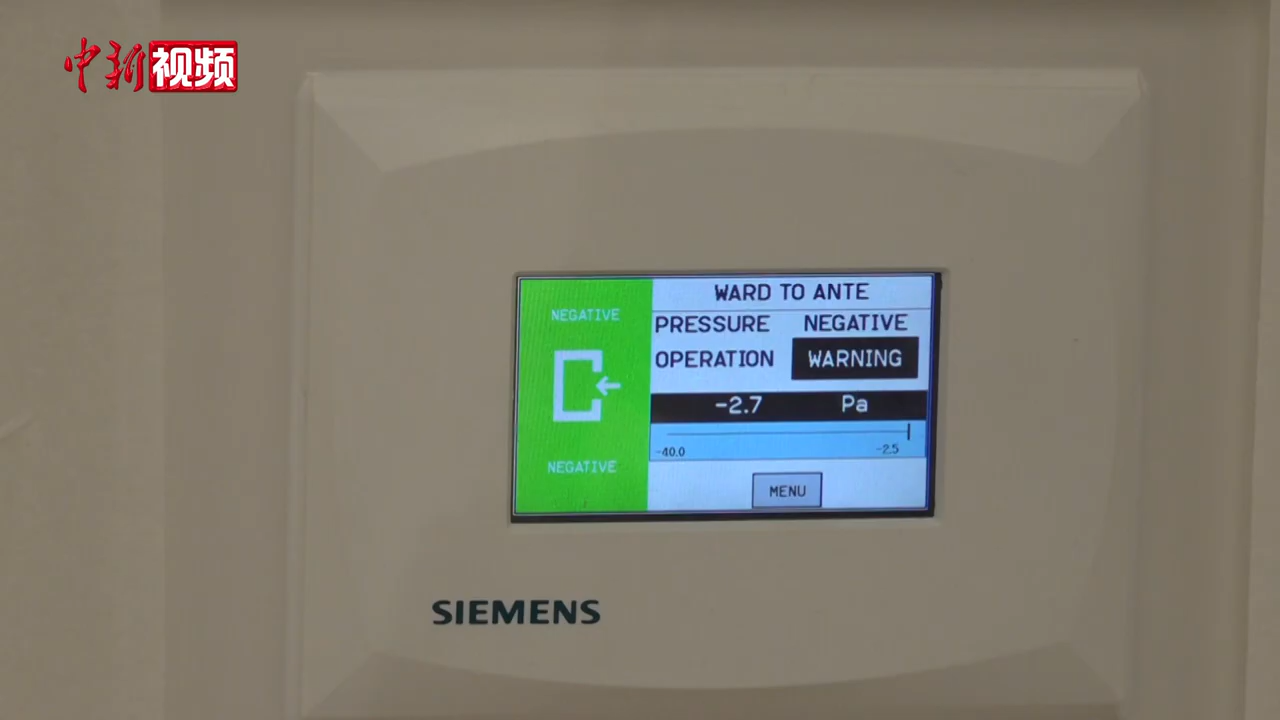 中新视频
NEGATIVE
NEGATIVE
WARD TO ANTE
PRESSURE NEGATIVE
OPERATION WARNING
-2.7 Pa
-40.0 -2.5
MENU
SIEMENS